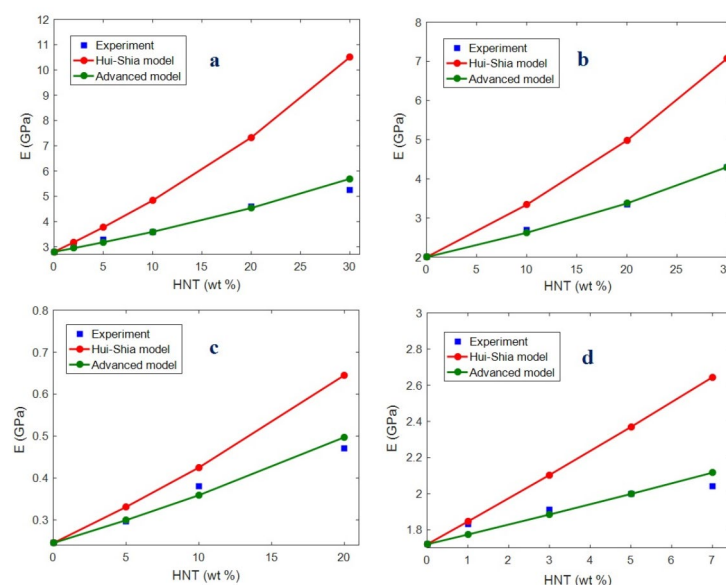 a
12
11
10
9
8
7
6
5
4
3
E (GPa)
Experiment
Hui-Shia model
Advanced model
0 5 10 15 20 25 30
HNT (wt %)
b
8
7
6
5
4
3
2
E (GPa)
Experiment
Hui-Shia model
Advanced model
0 5 10 15 20 25
HNT (wt %)
c
0.8
0.7
0.6
0.5
0.4
0.3
E (GPa)
Experiment
Hui-Shia model
Advanced model
0 5 10 15 20
HNT (wt %)
d
3
2.6
2.4
2.2
2
1.8
E (GPa)
Experiment
Hui-Shia model
Advanced model
0 1 2 3 4 5 6 7
HNT (wt %)